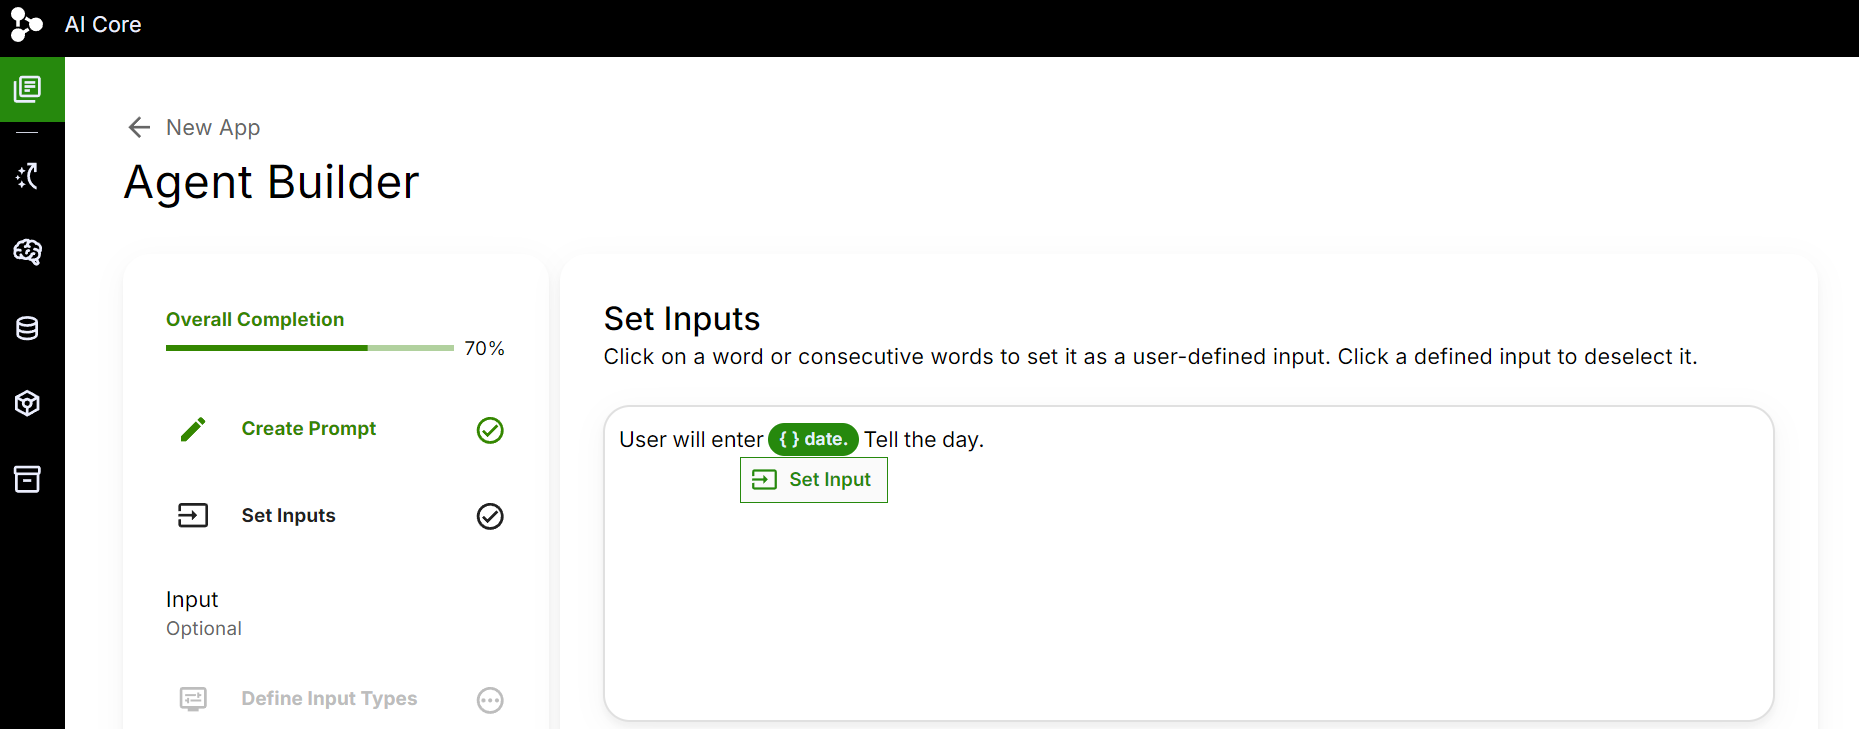 AI Core
New App
Agent Builder
Overall Completion
70%
Create Prompt
Set Inputs
Input
Optional
Define Input Types
Set Inputs
Click on a word or consecutive words to set it as a user-defined input. Click a defined input to deselect it.
User will enter { } date. Tell the day.
Set Input